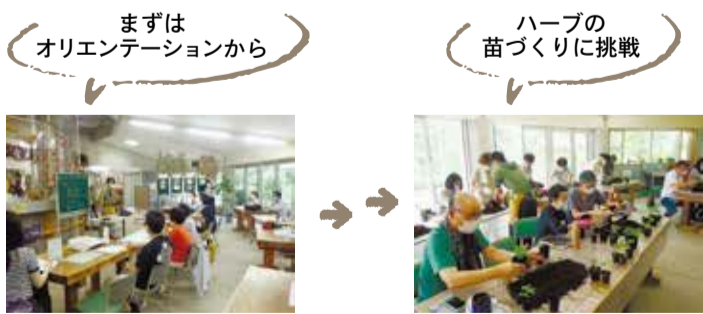 まずは
オリエンテーションから
ハーブの
苗づくりに挑戦